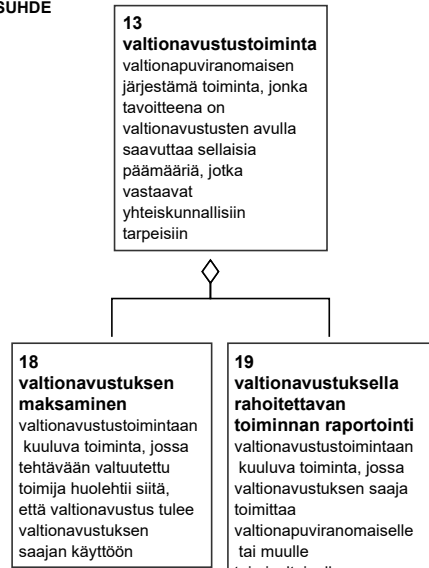 SUHDE
13
valtionavustustoiminta
valtionapuviranomaisen
järjestämä toiminta, jonka
tavoitteena on
valtionavustusten avulla
saavuttaa sellaisia
päämääriä, jotka
vastaavat
yhteiskunnallisiin
tarpeisiin
18
valtionavustuksen
maksaminen
valtionavustustoimintaan
kuuluva toiminta, jossa
tehtävään valtuutettu
toimija huolehtii siitä,
että valtionavustus tulee
valtionavustuksen
saajan käyttöön
19
valtionavustuksella
rahoitettavan
toiminnan raportointi
valtionavustustoimintaan
kuuluva toiminta, jossa
valtionavustuksen saaja
toimittaa
valtionapuviranomaiselle
tai muulle